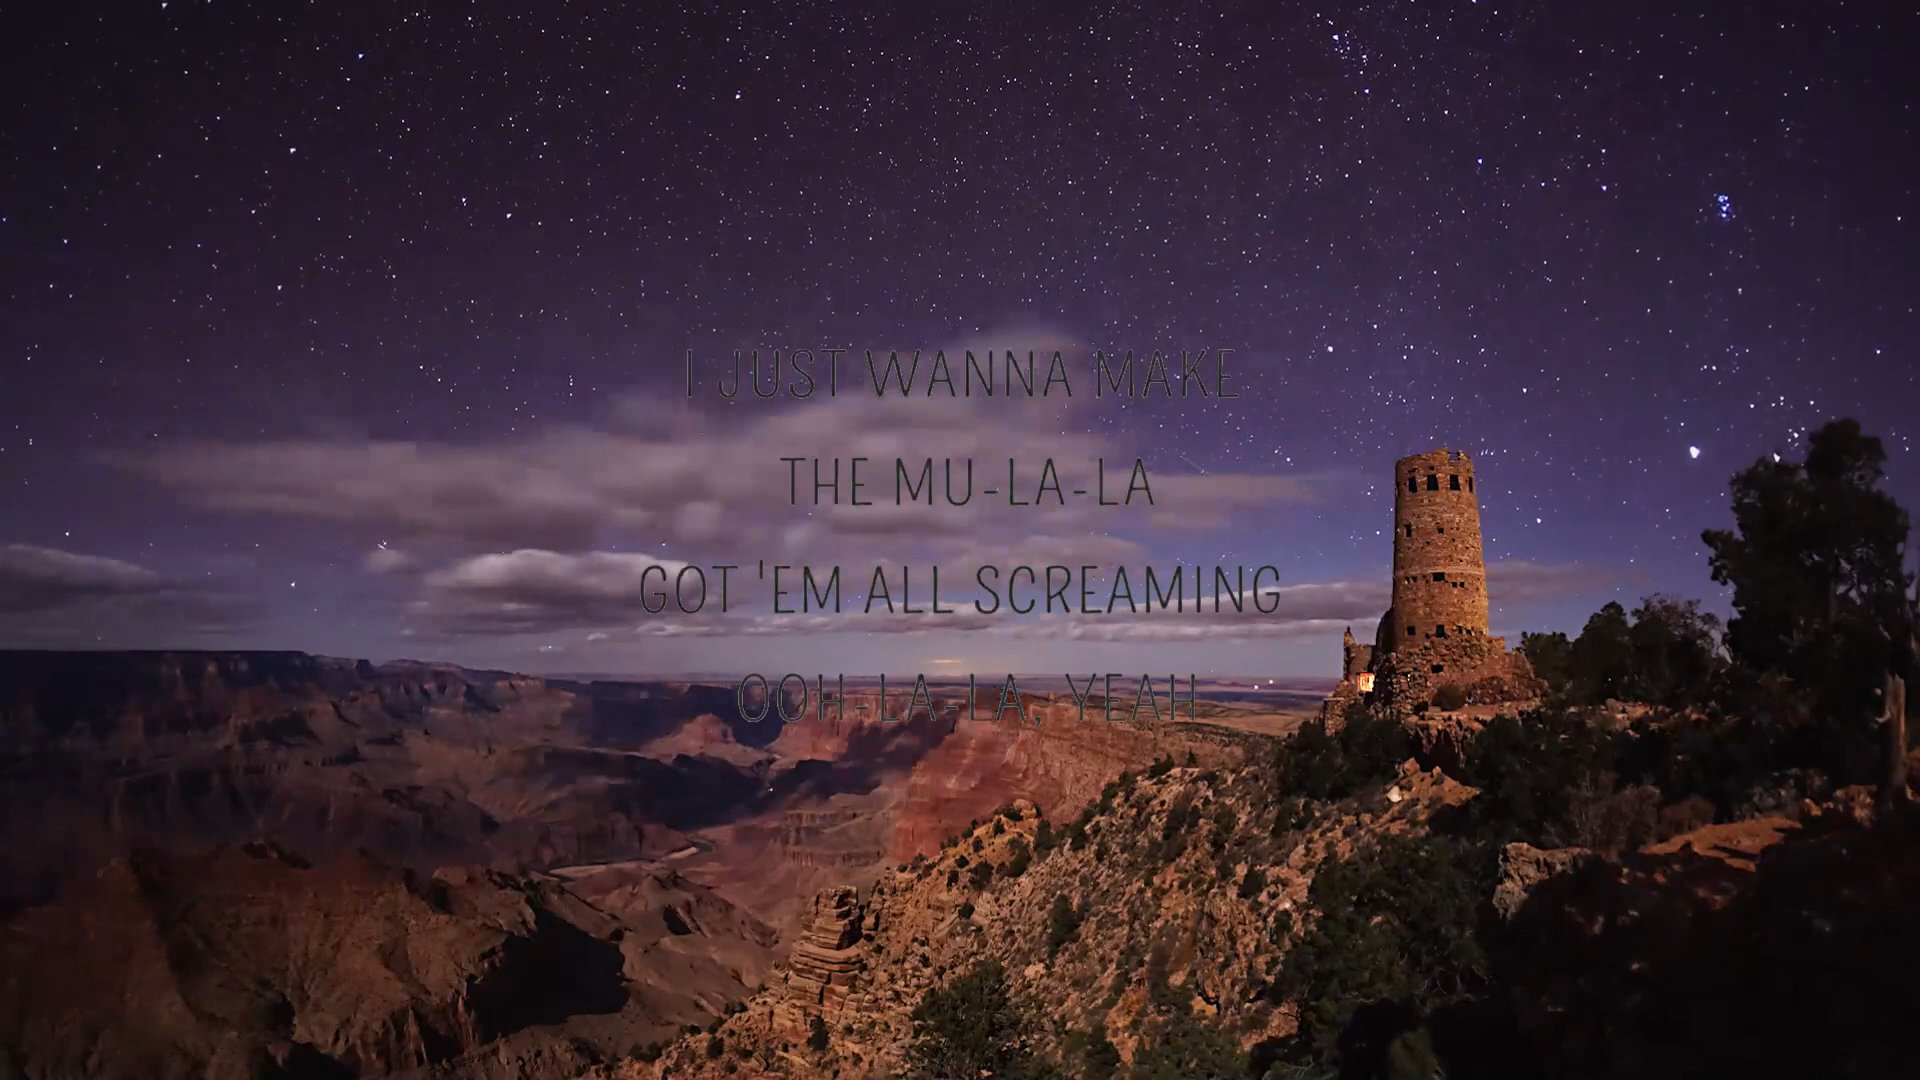 I JUST WANNA MAKE
THE MU-LA-LA
GOT 'EM ALL SCREAMING
OOH-LA-LA, YEAH